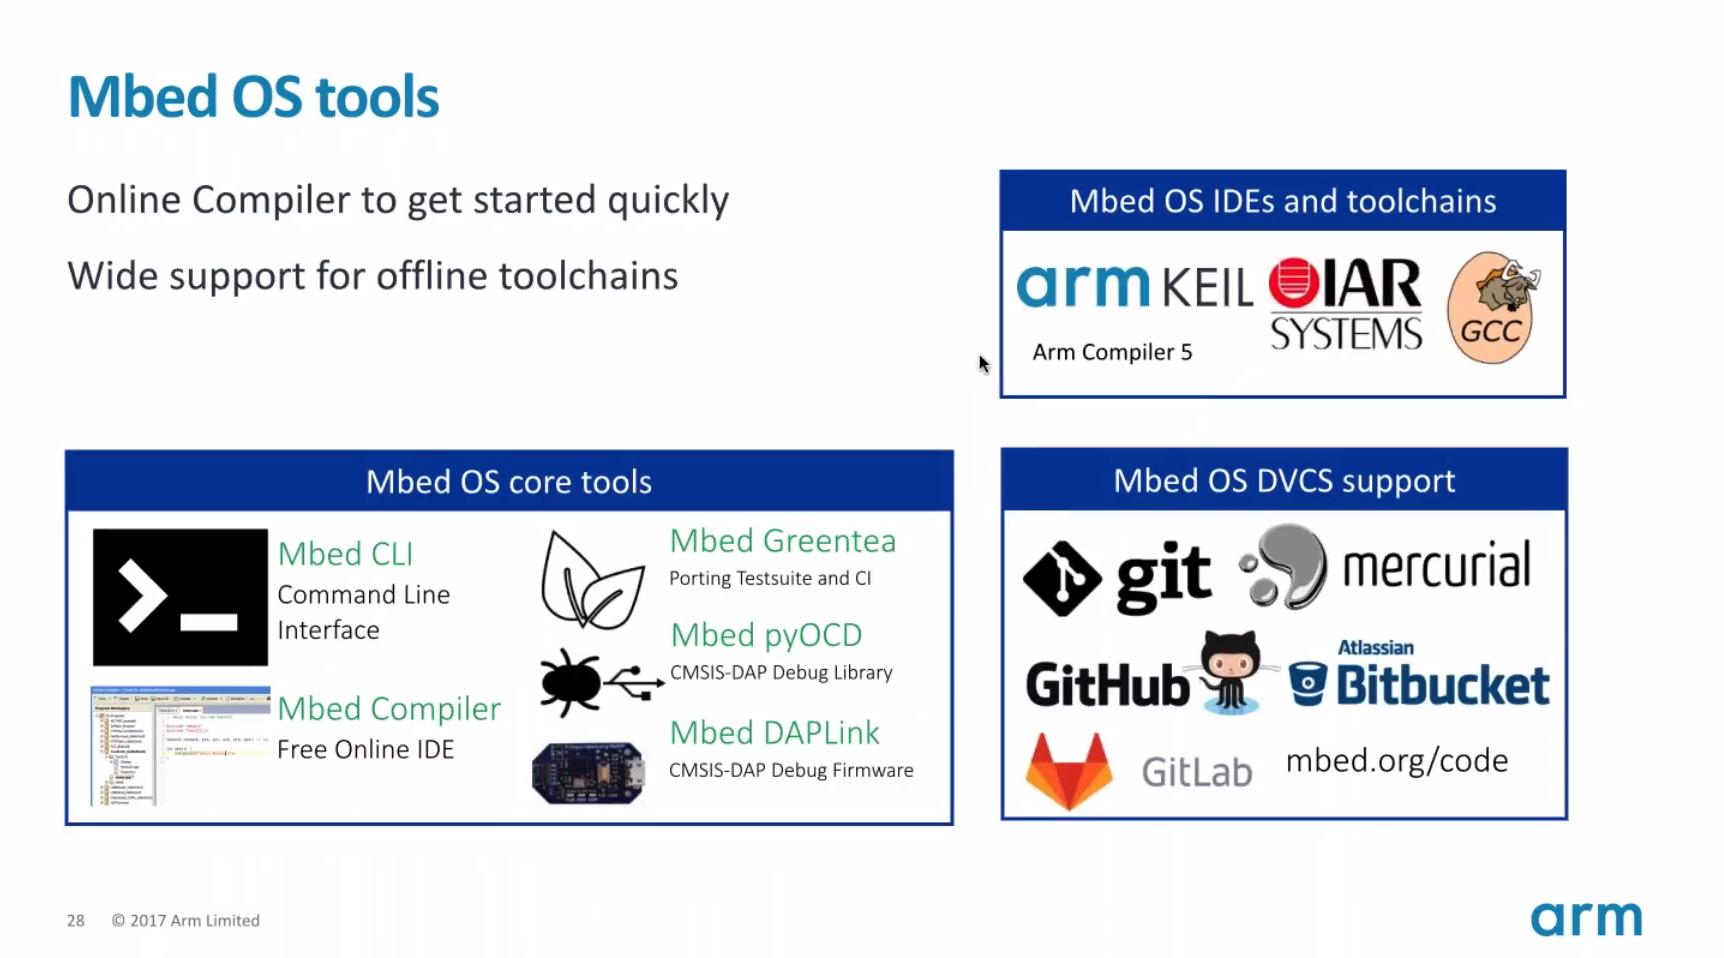 Mbed OS tools
Online Compiler to get started quickly
Wide support for offline toolchains
Mbed OS IDEs and toolchains
arm KEIL
IAR
SYSTEMS
GCC
Arm Compiler 5
Mbed OS core tools
Mbed CLI
Command Line
Interface
Mbed Compiler
Free Online IDE
Mbed Greentea
Porting Testsuite and CI
Mbed pyOCD
CMSIS-DAP Debug Library
Mbed DAPLink
CMSIS-DAP Debug Firmware
Mbed OS DVCS support
git
mercurial
GitHub
Atlassian
Bitbucket
GitLab
mbed.org/code
28
© 2017 Arm Limited
arm